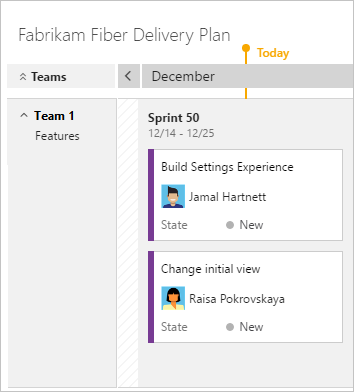 Fabrikam Fiber Delivery Plan
Today
Teams
December
Team 1
Features
Sprint 50
12/14 - 12/25
Build Settings Experience
Jamal Hartnett
State New
Change initial view
Raisa Pokrovskaya
State New